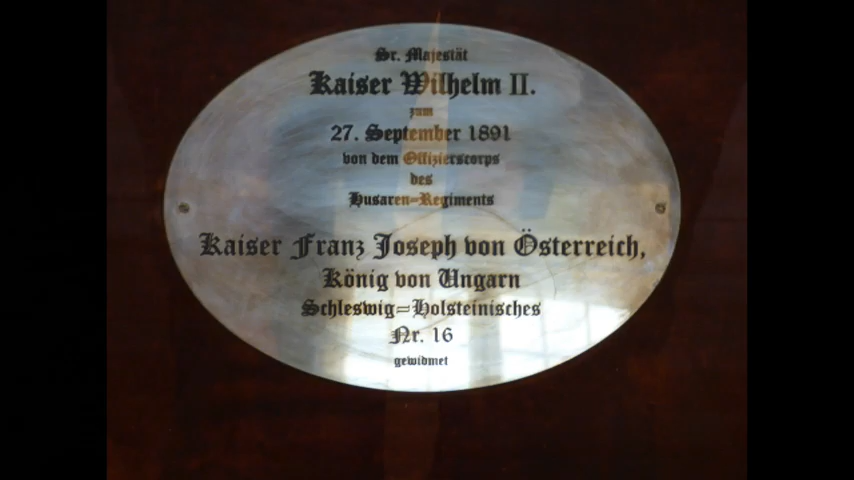 Sr. Majestät
Kaiser Wilhelm II.
zum
27. September 1891
von dem Offizierscorps
des
Husaren=Regiments
Kaiser Franz Joseph von Österreich,
König von Ungarn
Schleswig=Holsteinisches
Nr. 16
gewidmet